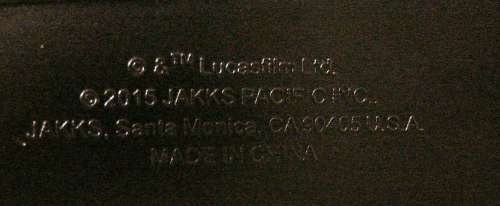 © &™ Lucasfilm Ltd.
© 2015 JAKKS PACIFIC INC.
JAKKS, Santa Monica, CA 90405 U.S.A.
MADE IN CHINA